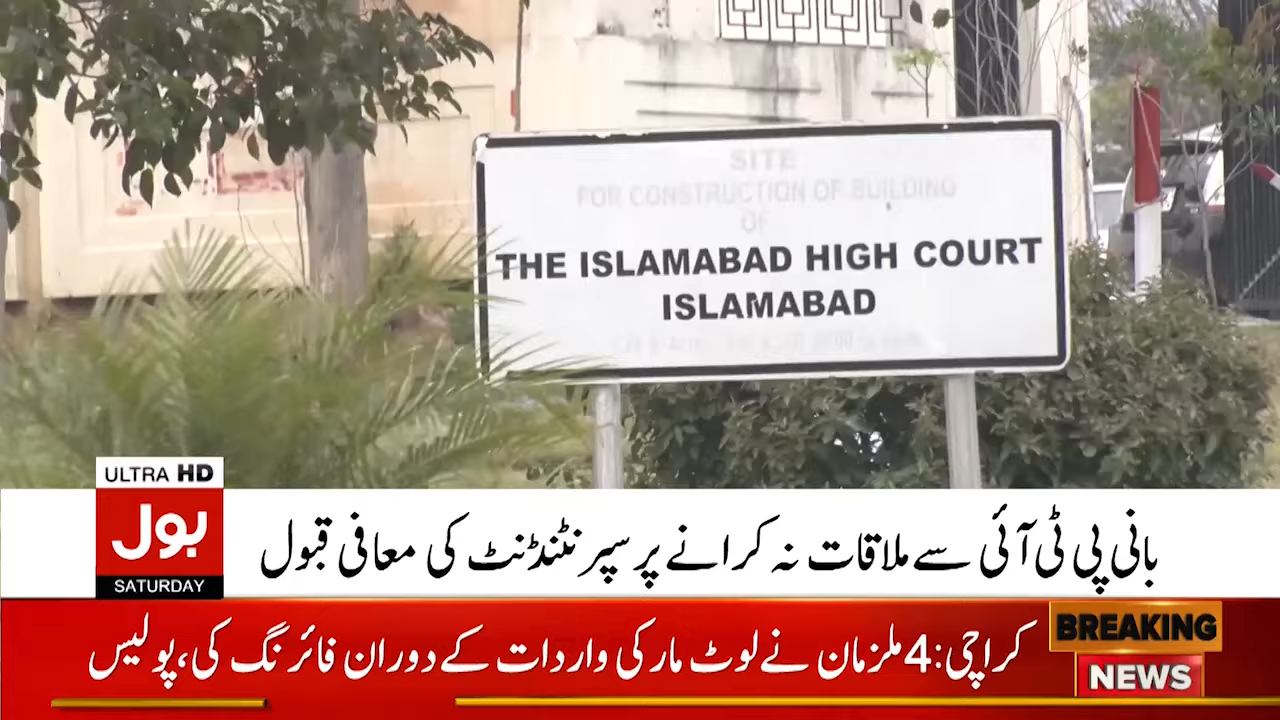 SITE
FOR CONSTRUCTION OF BUILDING
OF
THE ISLAMABAD HIGH COURT
ISLAMABAD
ULTRA HD
بول
SATURDAY
بانی پی ٹی آئی سے ملاقات نہ کرانے پر سپرنٹنڈنٹ کی معافی قبول
BREAKING
NEWS
کراچی: 4 ملزمان نے لوٹ مار کی واردات کے دوران فائرنگ کی، پولیس